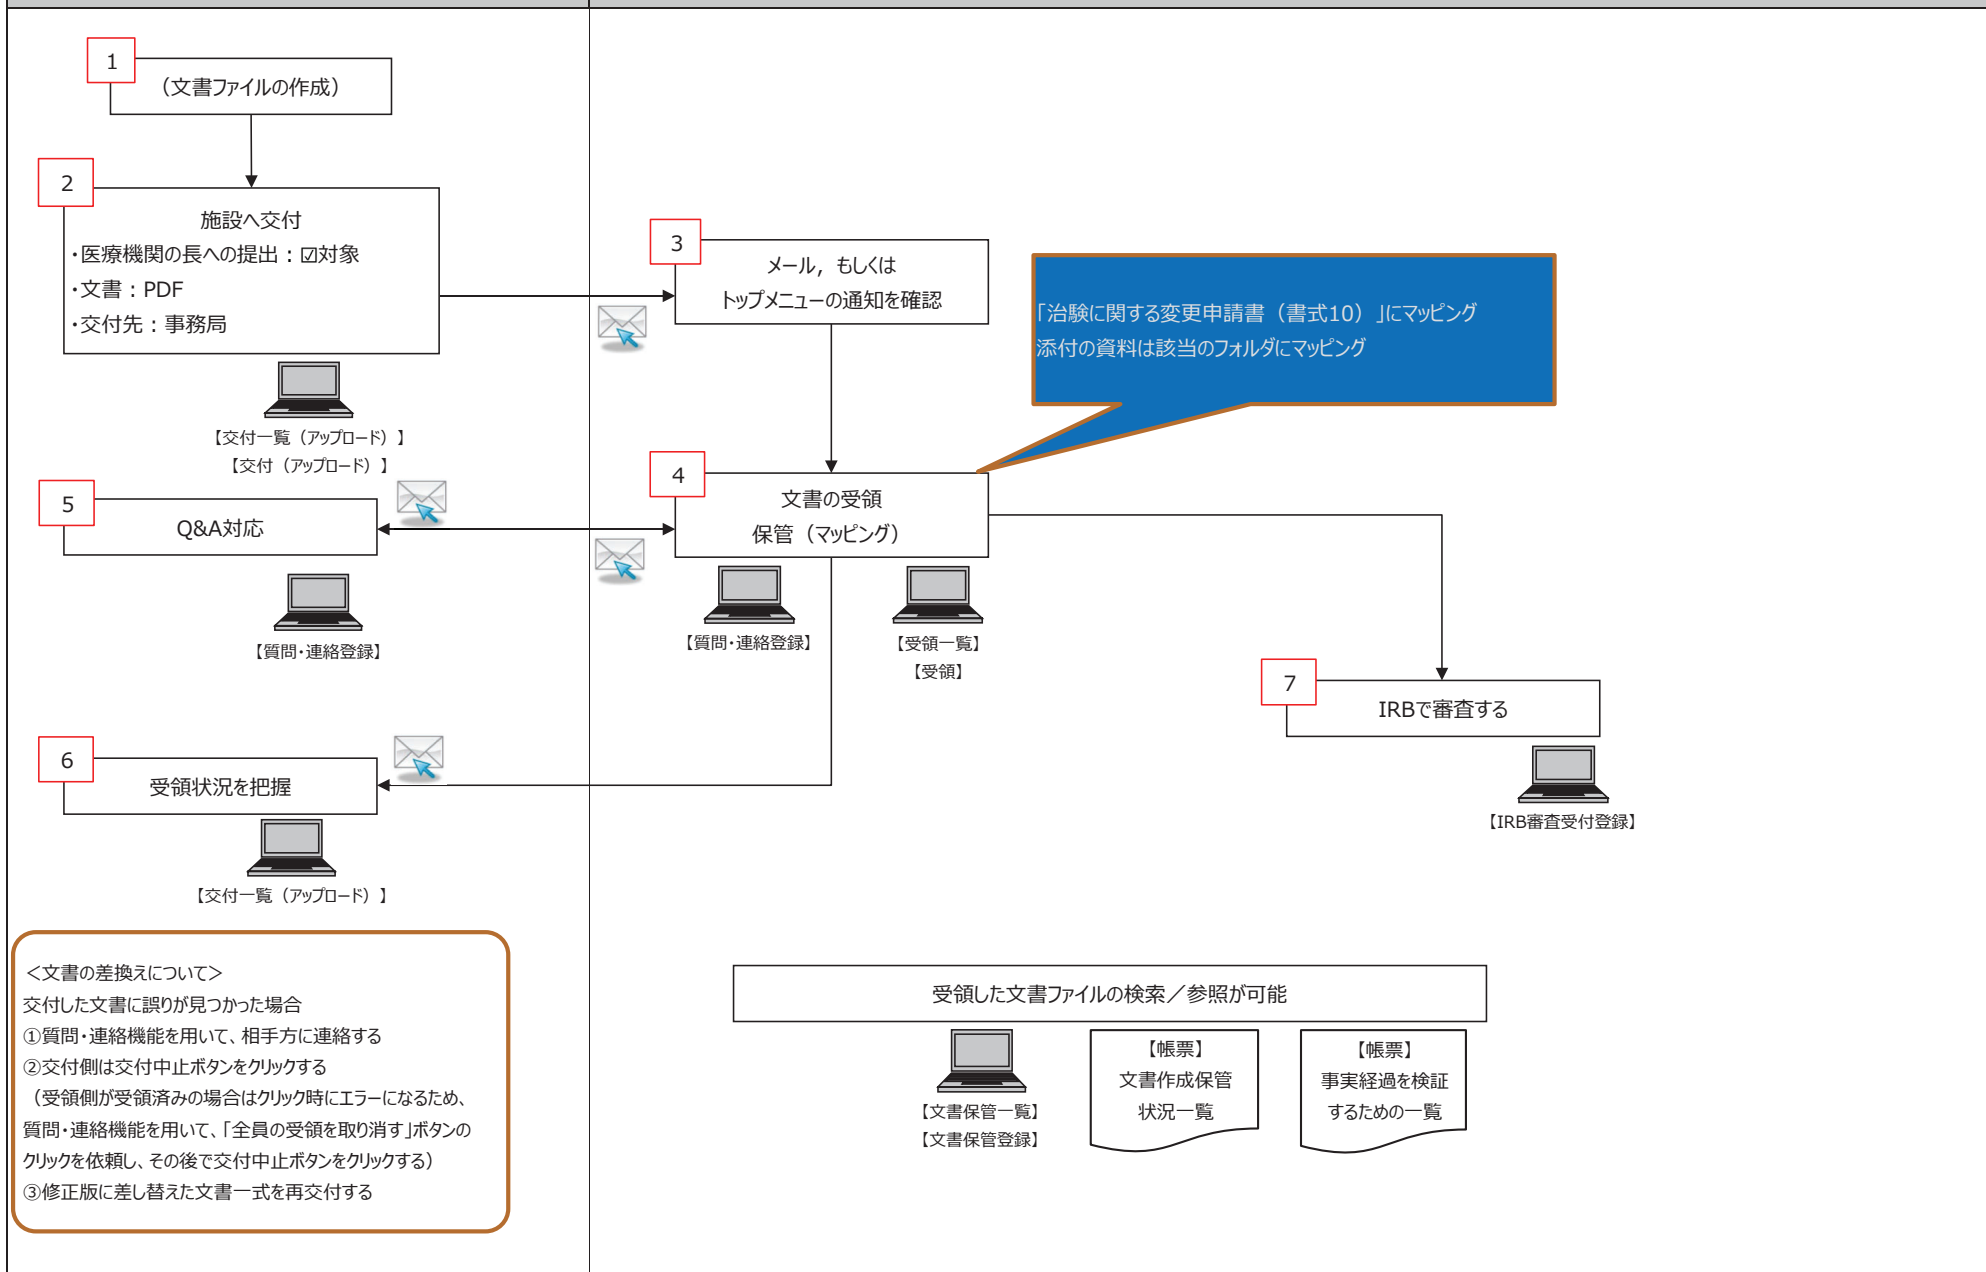 1
（文書ファイルの作成）
2
施設へ交付
・医療機関の長への提出：☑対象
・文書：PDF
・交付先：事務局
【交付一覧（アップロード）】
【交付（アップロード）】
3
メール，もしくは
トップメニューの通知を確認
「治験に関する変更申請書（書式10）」にマッピング
添付の資料は該当のフォルダにマッピング
4
文書の受領
保管（マッピング）
【質問・連絡登録】
【受領一覧】
【受領】
5
Q&A対応
【質問・連絡登録】
6
受領状況を把握
【交付一覧（アップロード）】
7
IRBで審査する
【IRB審査受付登録】
＜文書の差換えについて＞
交付した文書に誤りが見つかった場合
①質問・連絡機能を用いて、相手方に連絡する
②交付側は交付中止ボタンをクリックする
（受領側が受領済みの場合はクリック時にエラーになるため、
質問・連絡機能を用いて、「全員の受領を取り消す」ボタンの
クリックを依頼し、その後で交付中止ボタンをクリックする）
③修正版に差し替えた文書一式を再交付する
受領した文書ファイルの検索／参照が可能
【文書保管一覧】
【文書保管登録】
【帳票】
文書作成保管
状況一覧
【帳票】
事実経過を検証
するための一覧